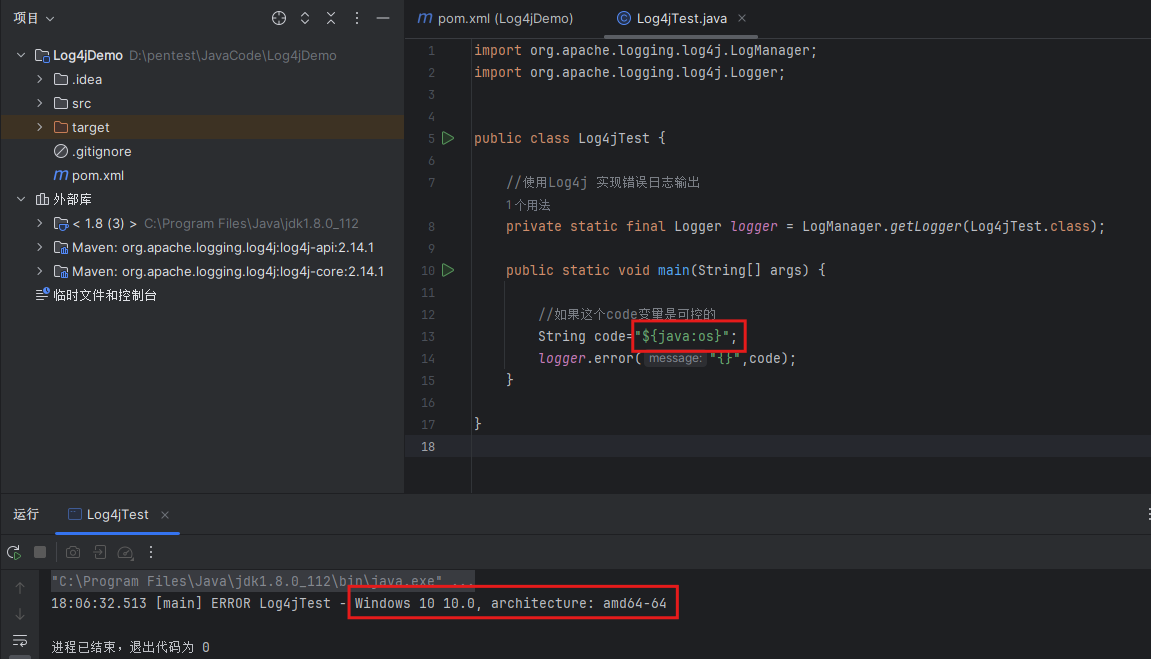 项目
Log4jDemo D:\pentest\JavaCode\Log4jDemo
.idea
src
target
.gitignore
m pom.xml
外部库
< 1.8 (3) > C:\Program Files\Java\jdk1.8.0_112
Maven: org.apache.logging.log4j:log4j-api:2.14.1
Maven: org.apache.logging.log4j:log4j-core:2.14.1
临时文件和控制台
m pom.xml (Log4jDemo)
C Log4jTest.java
1 import org.apache.logging.log4j.LogManager;
2 import org.apache.logging.log4j.Logger;
3
4
5 public class Log4jTest {
6
7 //使用Log4j 实现错误日志输出
1个用法
8 private static final Logger logger = LogManager.getLogger(Log4jTest.class);
9
10 public static void main(String[] args) {
11
12 //如果这个code变量是可控的
13 String code="${java:os}";
14 logger.error( message: "{}",code);
15 }
16
17 }
18
运行
Log4jTest
"C:\Program Files\Java\jdk1.8.0_112\bin\java.exe" ...
18:06:32.513 [main] ERROR Log4jTest - Windows 10 10.0, architecture: amd64-64
进程已结束，退出代码为 0